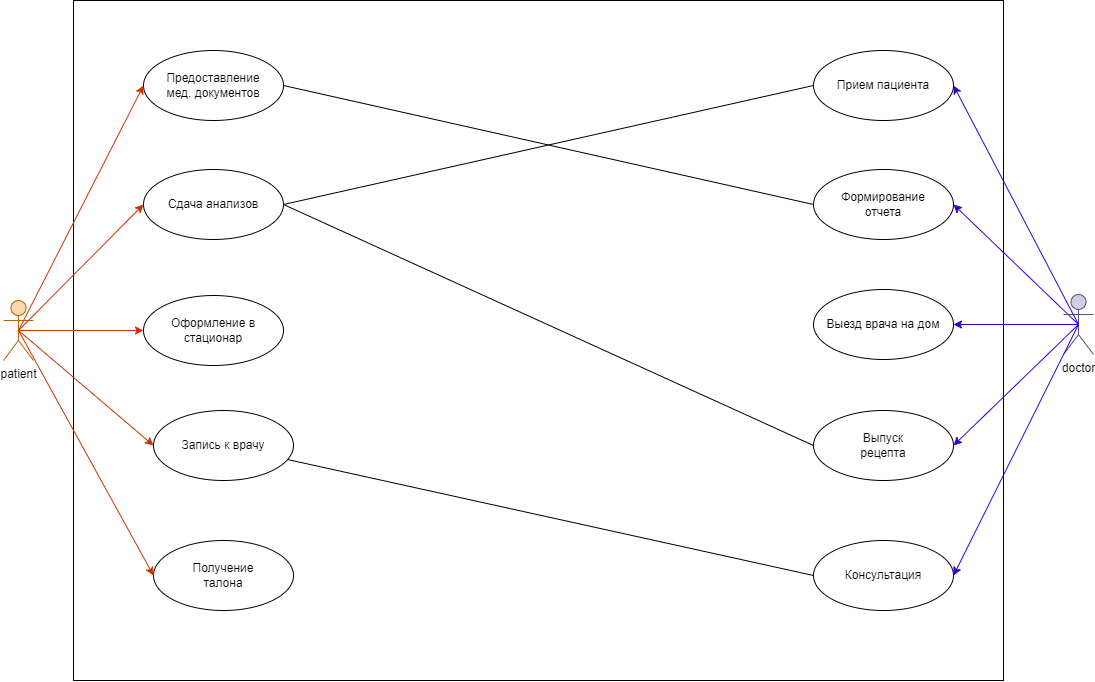 Предоставление
мед. документов
Прием пациента
Сдача анализов
Формирование
отчета
Оформление в
стационар
Выезд врача на дом
patient
doctor
Запись к врачу
Выпуск
рецепта
Получение
талона
Консультация